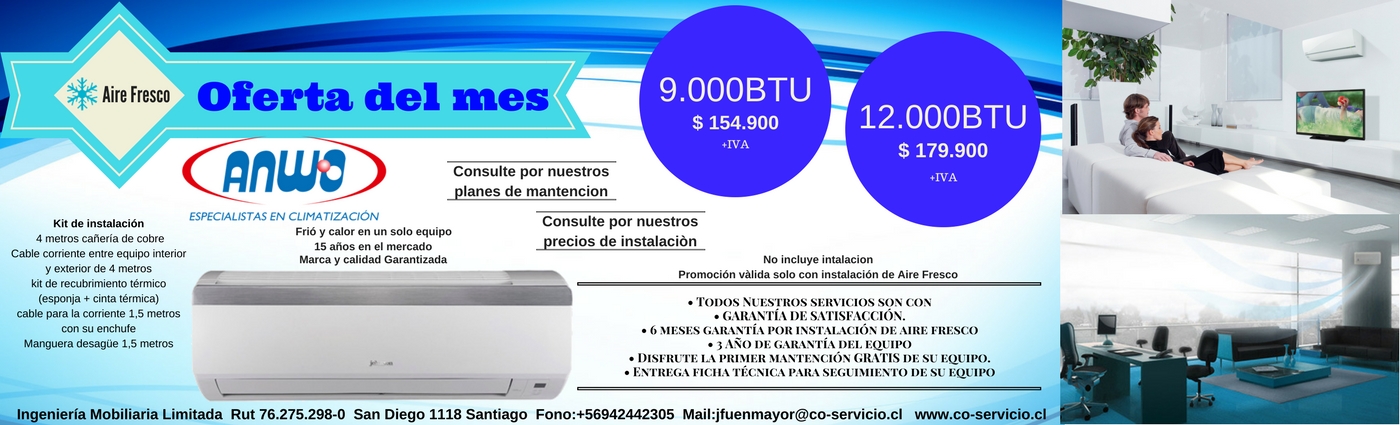 Aire Fresco
Oferta del mes
9.000BTU
$ 154.900
+IVA
12.000BTU
$ 179.900
+IVA
ANWO
ESPECIALISTAS EN CLIMATIZACIÓN
Consulte por nuestros
planes de mantencion
Consulte por nuestros
precios de instalaciòn
Kit de instalación
4 metros cañería de cobre
Cable corriente entre equipo interior
y exterior de 4 metros
kit de recubrimiento térmico
(esponja + cinta térmica)
cable para la corriente 1,5 metros
con su enchufe
Manguera desagüe 1,5 metros
Frió y calor en un solo equipo
15 años en el mercado
Marca y calidad Garantizada
No incluye intalacion
Promoción vàlida solo con instalación de Aire Fresco
• Todos Nuestros servicios son con
• garantía de satisfacción.
• 6 meses garantía por instalación de aire fresco
• 3 Año de garantía del equipo
• Disfrute la primer mantención GRATIS de su equipo.
• Entrega ficha técnica para seguimiento de su equipo
Ingeniería Mobiliaria Limitada Rut 76.275.298-0 San Diego 1118 Santiago Fono:+56942442305 Mail:jfuenmayor@co-servicio.cl www.co-servicio.cl